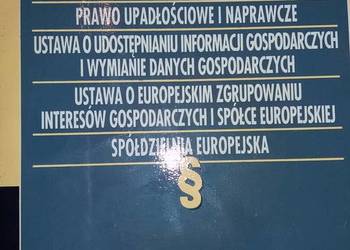 PRAWO UPADŁOŚCIOWE I NAPRAWCZE
USTAWA O UDOSTĘPNIANIU INFORMACJI GOSPODARCZYCH
I WYMIANIE DANYCH GOSPODARCZYCH
USTAWA O EUROPEJSKIM ZGRUPOWANIU
INTERESÓW GOSPODARCZYCH I SPÓŁCE EUROPEJSKIEJ
SPÓŁDZIELNIA EUROPEJSKA
§